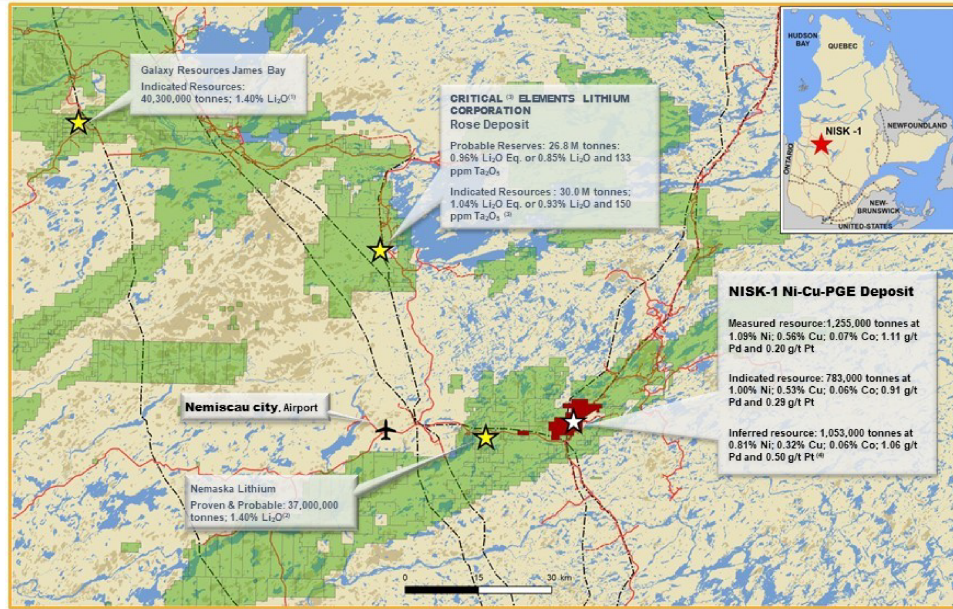 Galaxy Resources James Bay
Indicated Resources:
40,300,000 tonnes; 1.40% Li₂O⁽¹⁾
CRITICAL ⁽³⁾ ELEMENTS LITHIUM
CORPORATION
Rose Deposit
Probable Reserves: 26.8 M tonnes:
0.96% Li₂O Eq. or 0.85% Li₂O and 133
ppm Ta₂O₅
Indicated Resources : 30.0 M tonnes;
1.04% Li₂O Eq. or 0.93% Li₂O and 150
ppm Ta₂O₅ ⁽³⁾
HUDSON
BAY
QUEBEC
NISK -1
NEWFOUNDLAND
ONTARIO
NEW-
BRUNSWICK
UNITED-STATES
NISK-1 Ni-Cu-PGE Deposit
Measured resource:1,255,000 tonnes at
1.09% Ni; 0.56% Cu; 0.07% Co; 1.11 g/t
Pd and 0.20 g/t Pt
Indicated resource: 783,000 tonnes at
1.00% Ni; 0.53% Cu; 0.06% Co; 0.91 g/t
Pd and 0.29 g/t Pt
Inferred resource: 1,053,000 tonnes at
0.81% Ni; 0.32% Cu; 0.06% Co; 1.06 g/t
Pd and 0.50 g/t Pt⁽⁴⁾
Nemiscau city, Airport
Nemaska Lithium
Proven & Probable: 37,000,000
tonnes; 1.40% Li₂O⁽²⁾
0 15 30 km